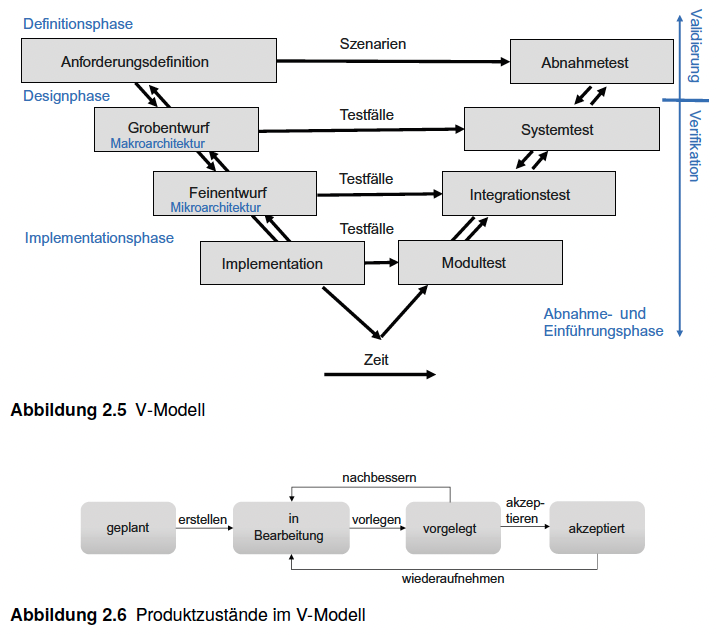 Definitionsphase
Anforderungsdefinition
Szenarien
Abnahmetest
Validierung
Designphase
Grobentwurf
Makroarchitektur
Testfälle
Systemtest
Verifikation
Feinentwurf
Mikroarchitektur
Testfälle
Integrationstest
Implementationsphase
Testfälle
Implementation
Modultest
Abnahme- und
Einführungsphase
Zeit
Abbildung 2.5 V-Modell
nachbessern
geplant
erstellen
in
Bearbeitung
vorlegen
vorgelegt
akzep-
tieren
akzeptiert
wiederaufnehmen
Abbildung 2.6 Produktzustände im V-Modell